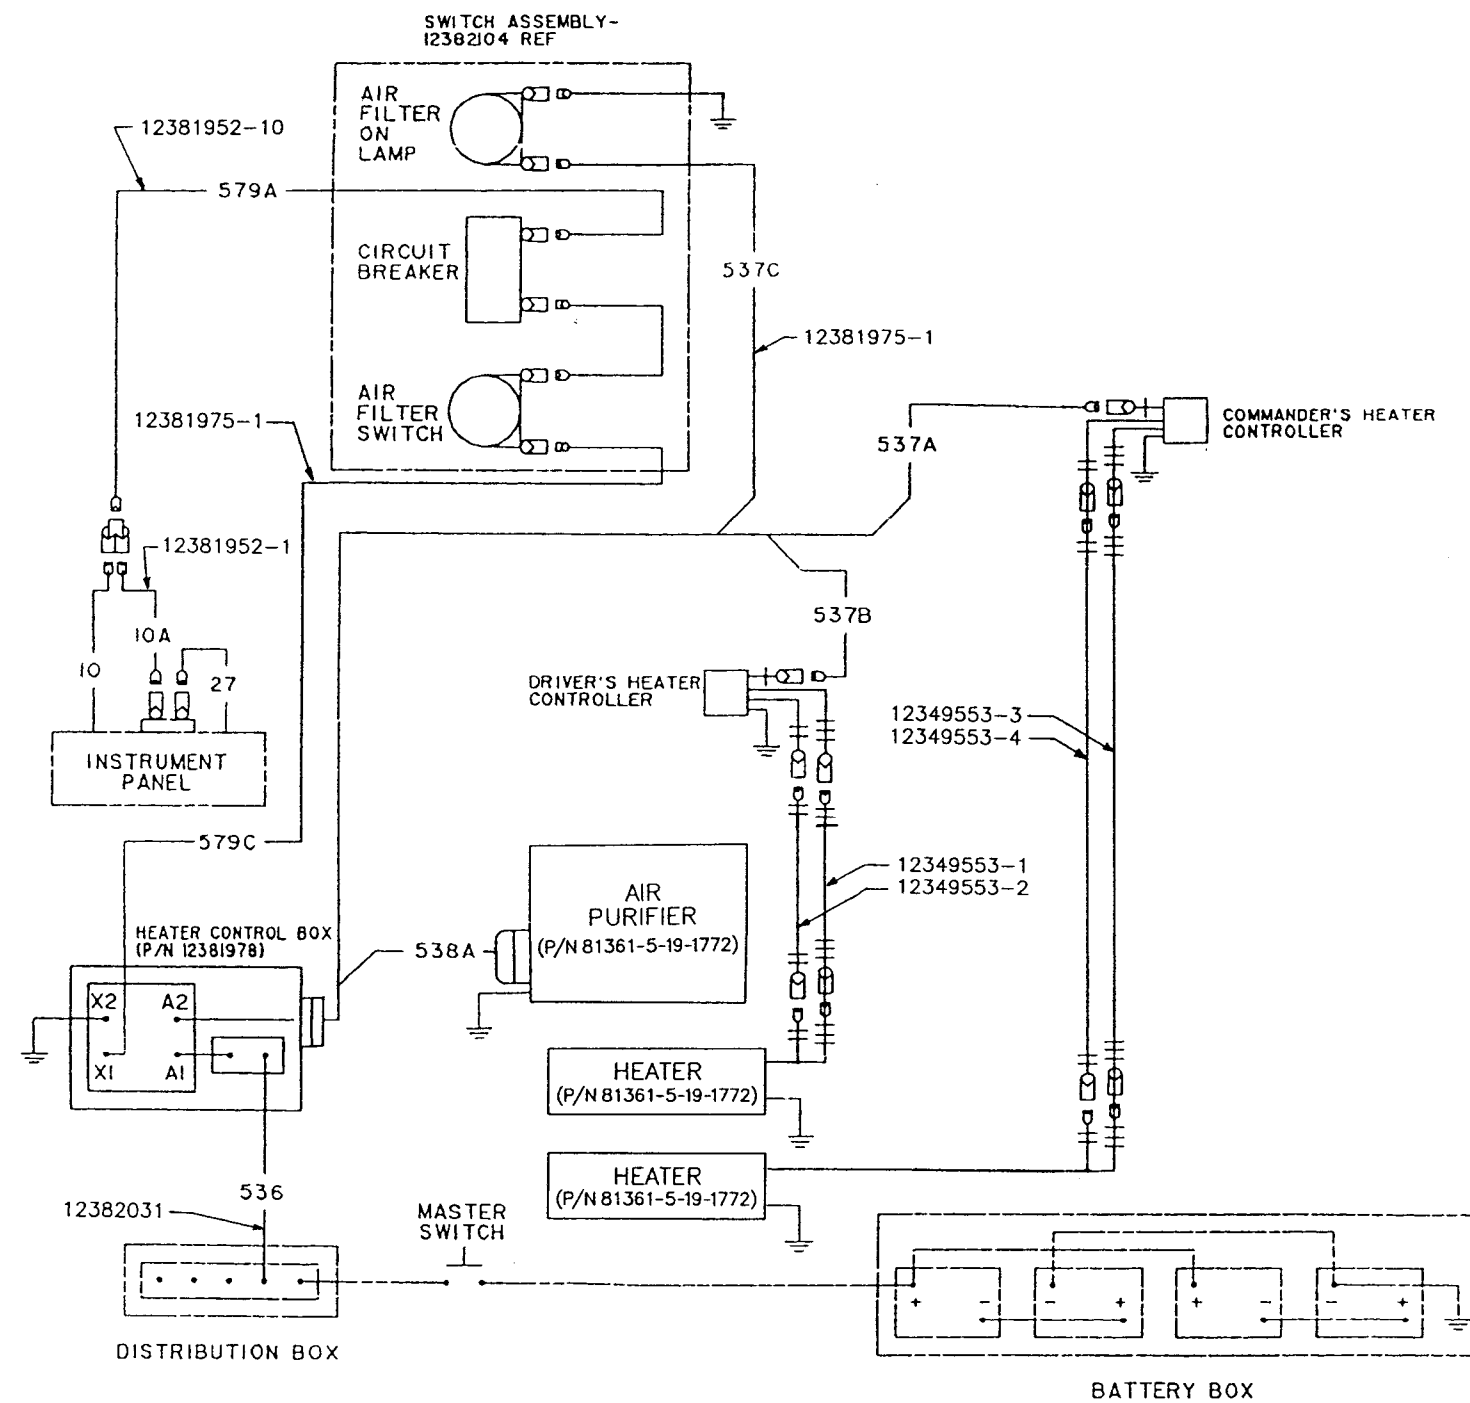 SWITCH ASSEMBLY-
12382104 REF
AIR
FILTER
ON
LAMP
12381952-10
579A
CIRCUIT
BREAKER
537C
12381975-1
AIR
FILTER
SWITCH
12381975-1
537A
COMMANDER'S HEATER
CONTROLLER
12381952-1
10A
10
27
537B
DRIVER'S HEATER
CONTROLLER
INSTRUMENT
PANEL
12349553-3
12349553-4
579C
12349553-1
12349553-2
AIR
PURIFIER
(P/N 81361-5-19-1772)
HEATER CONTROL BOX
(P/N 12381978)
538A
X2
A2
X1
A1
HEATER
(P/N 81361-5-19-1772)
HEATER
(P/N 81361-5-19-1772)
536
12382031
MASTER
SWITCH
+ - - + + - - +
DISTRIBUTION BOX
BATTERY BOX